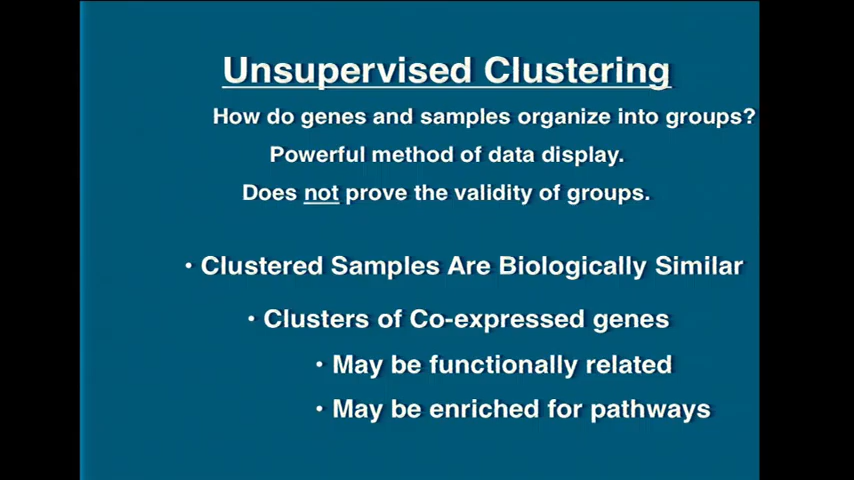 Unsupervised Clustering
How do genes and samples organize into groups?
Powerful method of data display.
Does not prove the validity of groups.
• Clustered Samples Are Biologically Similar
• Clusters of Co-expressed genes
• May be functionally related
• May be enriched for pathways